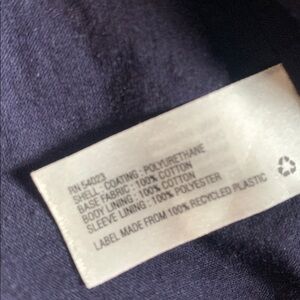 RN 54023
SHELL : COATING : POLYURETHANE
BASE FABRIC : 100% COTTON
BODY LINING : 100% COTTON
SLEEVE LINING : 100% POLYESTER
LABEL MADE FROM 100% RECYCLED PLASTIC